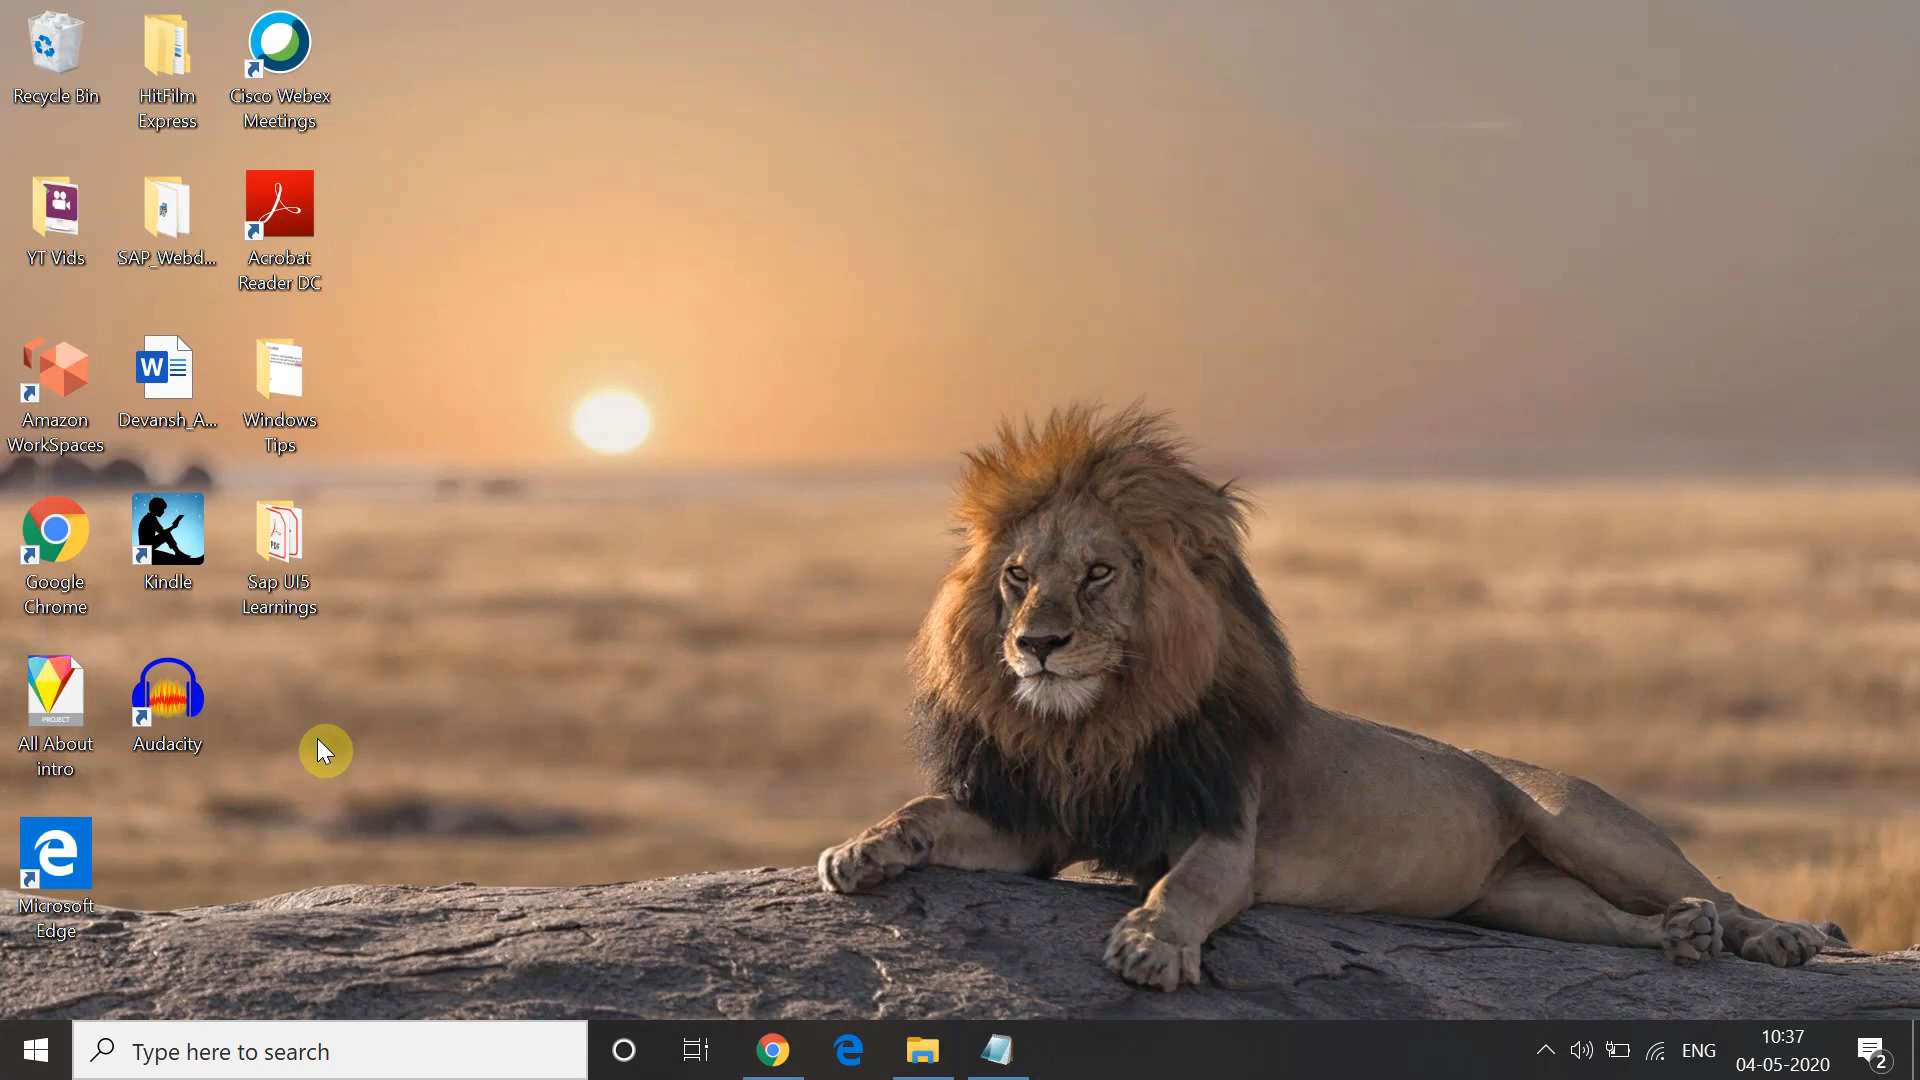 Recycle Bin
HitFilm
Express
Cisco Webex
Meetings
YT Vids
SAP_Webd...
Acrobat
Reader DC
Amazon
WorkSpaces
W
Devansh_A...
Windows
Tips
Google
Chrome
Kindle
PDF
Sap UI5
Learnings
PROJECT
All About
intro
Audacity
Microsoft
Edge
Type here to search
ENG
10:37
04-05-2020
2